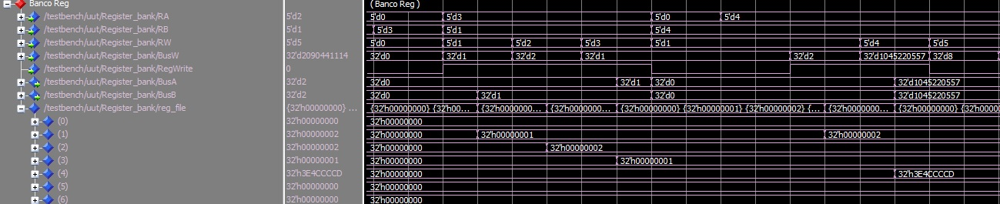 Banco Reg ( Banco Reg )
/testbench/uut/Register_bank/RA 5'd2 5'd0 5'd3 5'd0 5'd4
/testbench/uut/Register_bank/RB 5'd1 5'd3 5'd1 5'd4
/testbench/uut/Register_bank/RW 5'd5 5'd0 5'd1 5'd2 5'd3 5'd1 5'd4 5'd5
/testbench/uut/Register_bank/BusW 32'd2090441114 32'd0 32'd1 32'd2 32'd1 32'd2 32'd1045220557 32'd8
/testbench/uut/Register_bank/RegWrite 0
/testbench/uut/Register_bank/BusA 32'd2 32'd0 32'd1 32'd0 32'd1045220557
/testbench/uut/Register_bank/BusB 32'd2 32'd0 32'd1 32'd0 32'd1045220557
/testbench/uut/Register_bank/reg_file {32'h00000000} ... {32'h00000000} {32'h00... {32'h0000000... {32'h0000000... {32'h00000000} {32'h00000001} {32'h00000002} {... {32'h0000000... {32'h00000000} {32'h00000
(0) 32'h00000000 32'h00000000
(1) 32'h00000002 32'h00000000 32'h00000001 32'h00000002
(2) 32'h00000002 32'h00000000 32'h00000002
(3) 32'h00000001 32'h00000000 32'h00000001
(4) 32'h3E4CCCCD 32'h00000000 32'h3E4CCCCD
(5) 32'h00000000 32'h00000000
(6) 32'h00000000 32'h00000000